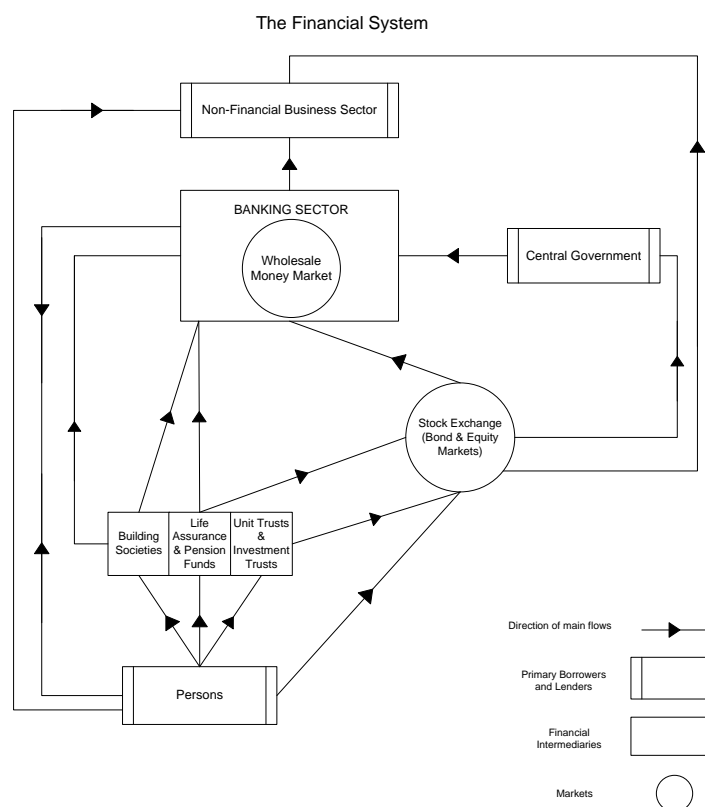 The Financial System
Non-Financial Business Sector
BANKING SECTOR
Wholesale
Money Market
Central Government
Stock Exchange
(Bond & Equity
Markets)
Building
Societies
Life
Assurance
& Pension
Funds
Unit Trusts
&
Investment
Trusts
Persons
Direction of main flows
Primary Borrowers
and Lenders
Financial
Intermediaries
Markets